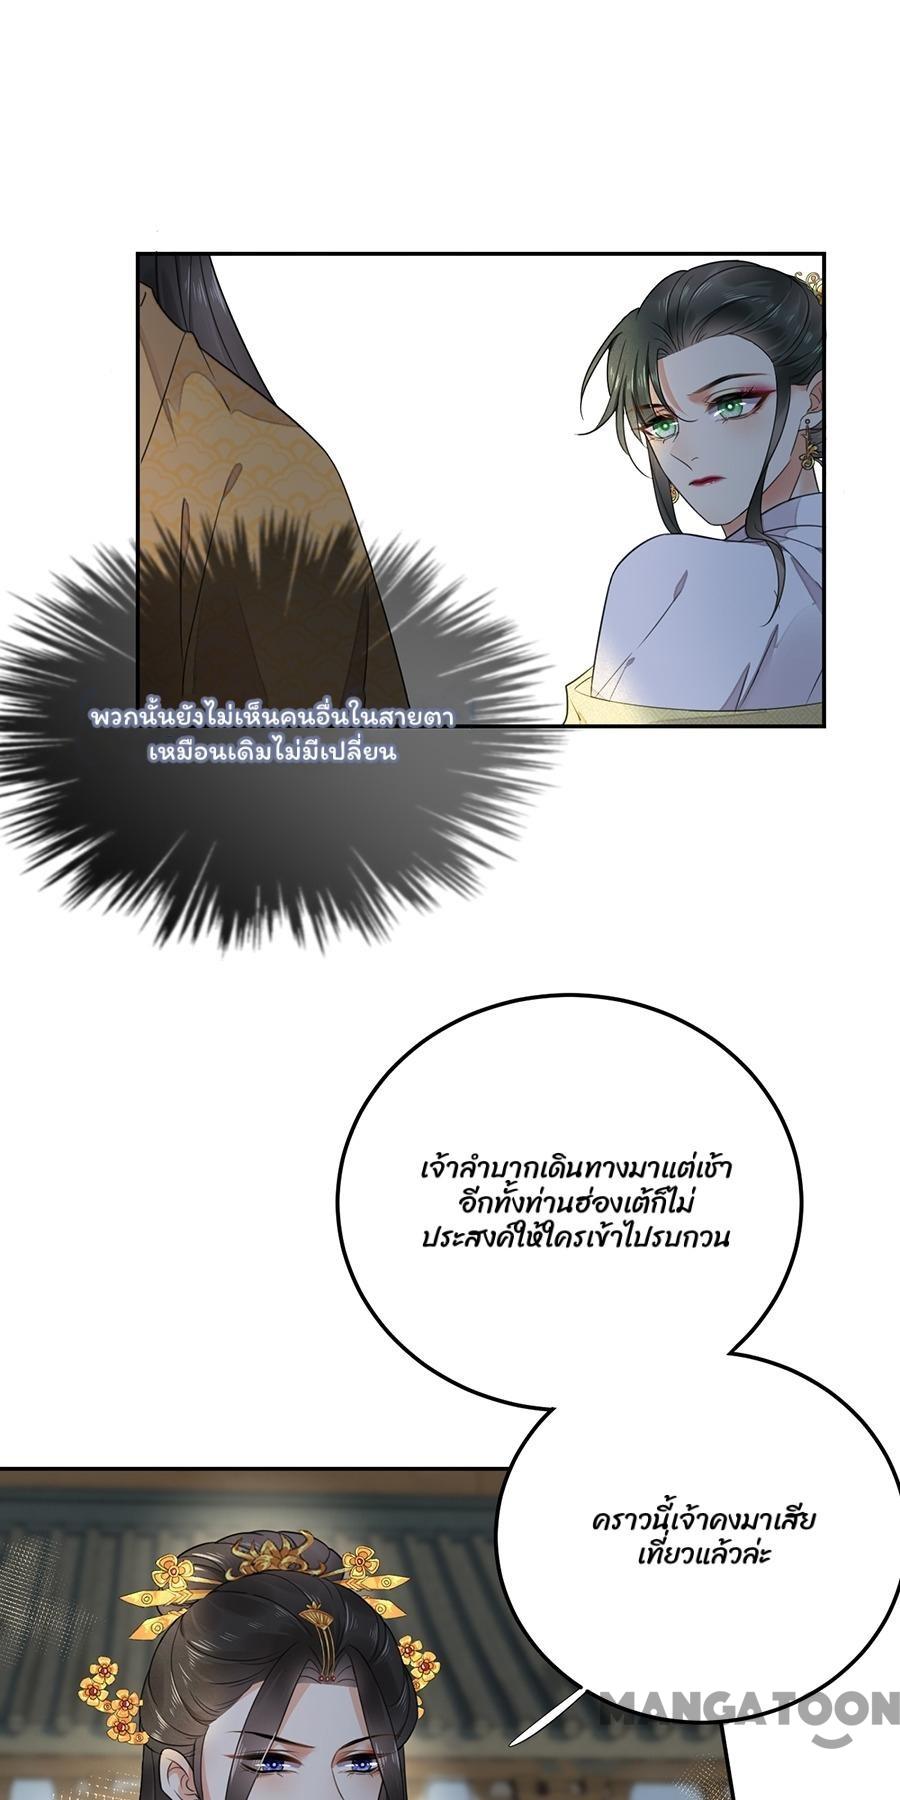 พวกนั้นยังไม่เห็นคนอื่นในสายตา
เหมือนเดิมไม่มีเปลี่ยน
เจ้าลำบากเดินทางมาแต่เช้า
อีกทั้งท่านฮ่องเต้ก็ไม่
ประสงค์ให้ใครเข้าไปรบกวน
คราวนี้เจ้าคงมาเสีย
เที่ยวแล้วล่ะ
MANGATOON